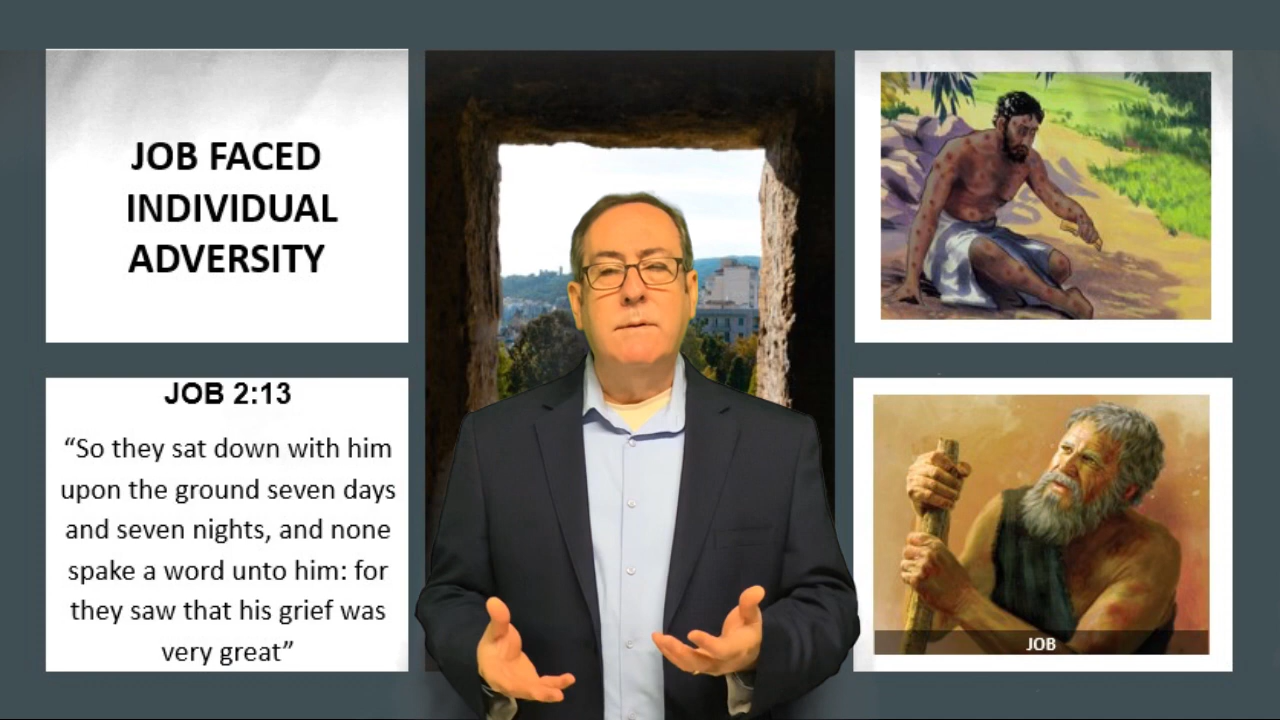 JOB FACED
INDIVIDUAL
ADVERSITY
JOB 2:13
“So they sat down with him
upon the ground seven days
and seven nights, and none
spake a word unto him: for
they saw that his grief was
very great”
JOB